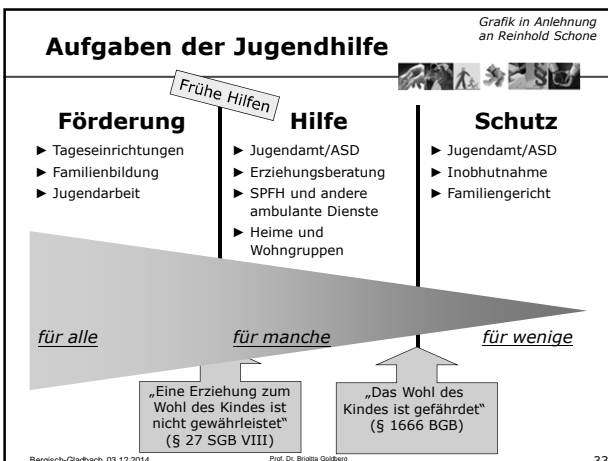 Grafik in Anlehnung
an Reinhold Schone
Aufgaben der Jugendhilfe
Frühe Hilfen
Förderung
► Tageseinrichtungen
► Familienbildung
► Jugendarbeit
Hilfe
► Jugendamt/ASD
► Erziehungsberatung
► SPFH und andere
ambulante Dienste
► Heime und
Wohngruppen
Schutz
► Jugendamt/ASD
► Inobhutnahme
► Familiengericht
für alle
für manche
für wenige
„Eine Erziehung zum
Wohl des Kindes ist
nicht gewährleistet“
(§ 27 SGB VIII)
„Das Wohl des
Kindes ist gefährdet“
(§ 1666 BGB)
Bergisch-Gladbach, 03.12.2014
Prof. Dr. Brigitta Goldberg
33